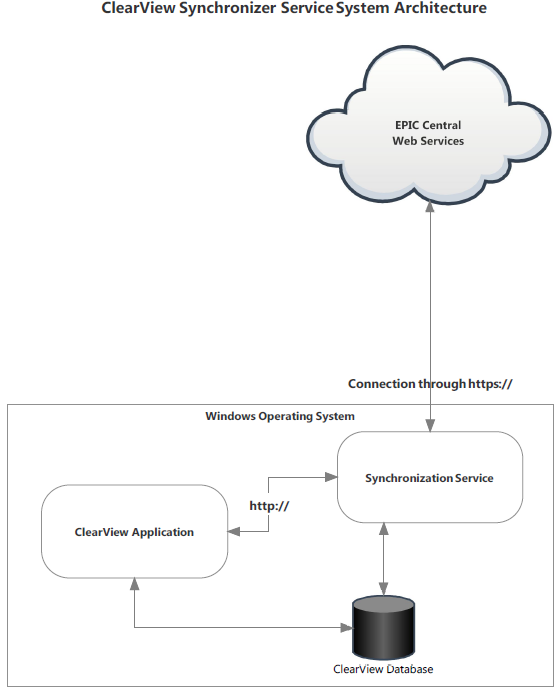 ClearView Synchronizer Service System Architecture
EPIC Central
Web Services
Connection through https://
Windows Operating System
Synchronization Service
http://
ClearView Application
ClearView Database